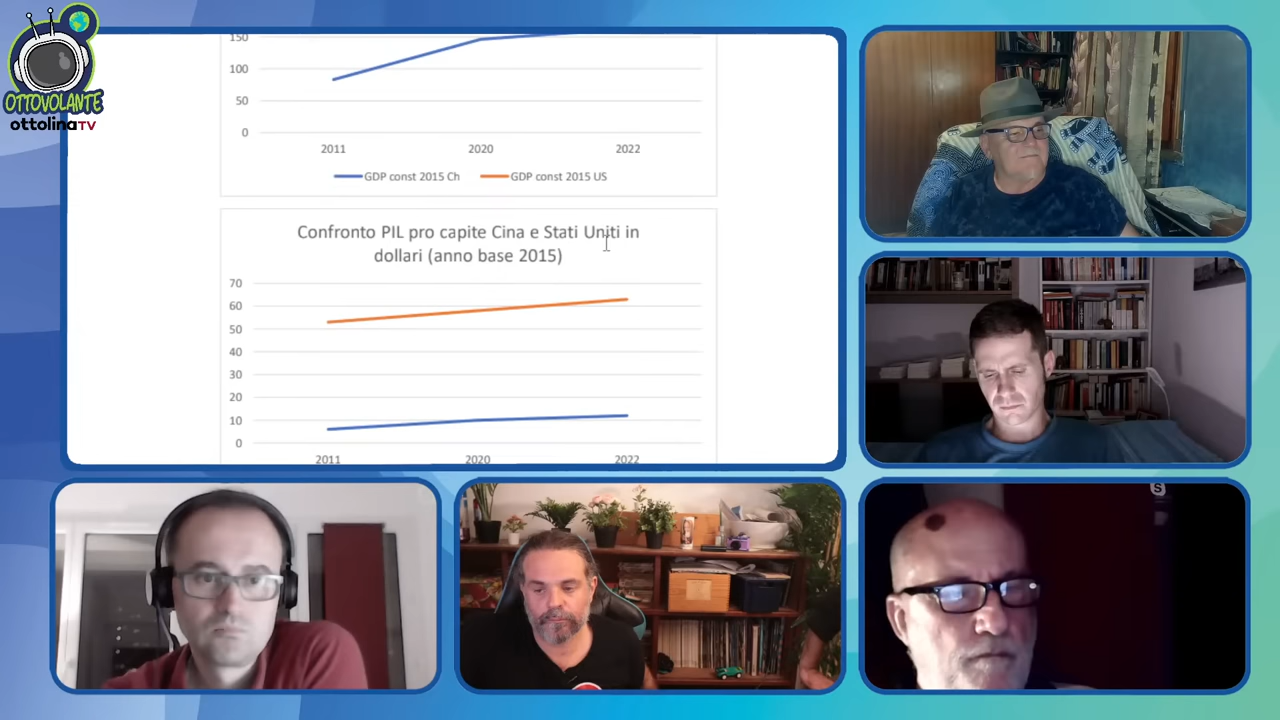 OTTOVOLANTE
ottolinaTV
150
100
50
0
2011 2020 2022
GDP const 2015 Ch GDP const 2015 US
Confronto PIL pro capite Cina e Stati Uniti in
dollari (anno base 2015)
70
60
50
40
30
20
10
0
2011 2020 2022
S